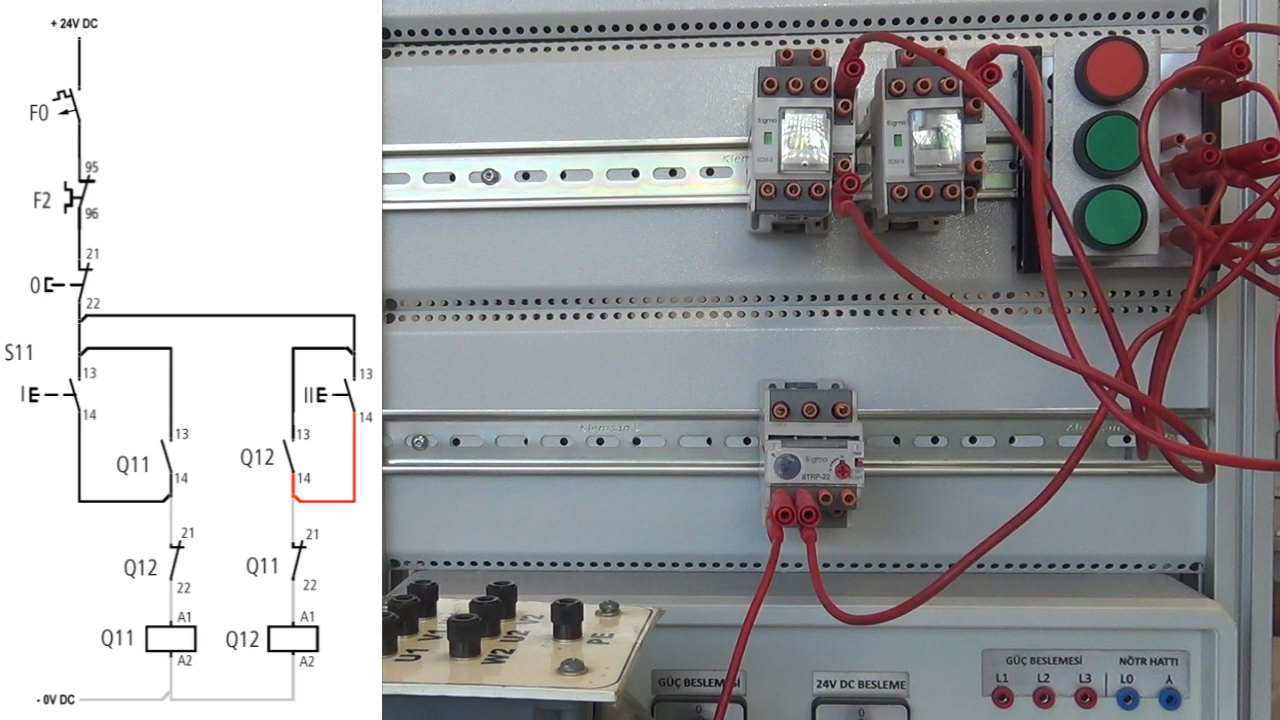 + 24V DC
F0
95
F2
96
21
0
22
S11
13
13
I
II
14
14
13
13
Q11
Q12
14
14
21
21
Q12
Q11
22
22
A1
A1
Q11
Q12
A2
A2
- 0V DC
Sigma
Sigma
Klemsan
Sigma
STRP-22
U1
V1
W2
U2
V2
PE
GÜÇ BESLEMESİ
24V DC BESLEME
0
0
GÜÇ BESLEMESİ
NÖTR HATTI
L1
L2
L3
L0